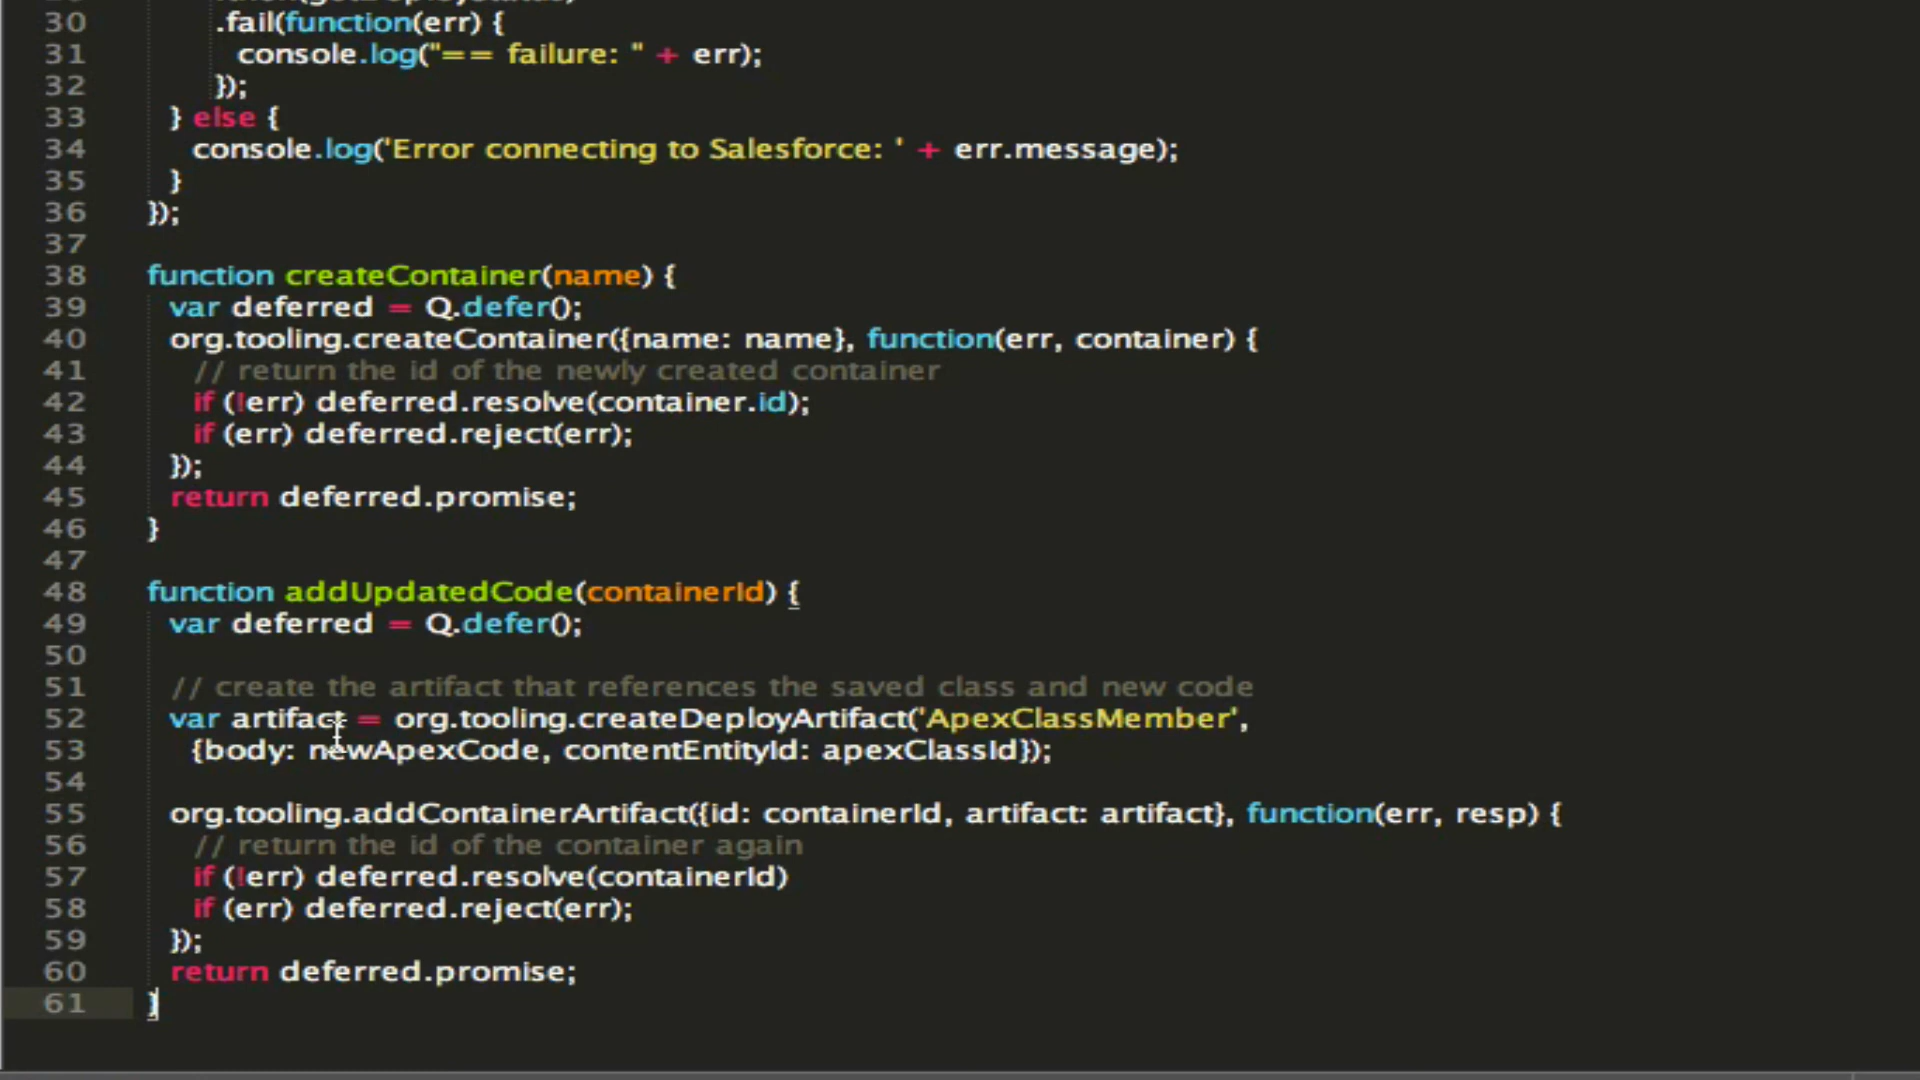 30 .fail(function(err) {
31 console.log("== failure: " + err);
32 });
33 } else {
34 console.log('Error connecting to Salesforce: ' + err.message);
35 }
36 });
37
38 function createContainer(name) {
39 var deferred = Q.defer();
40 org.tooling.createContainer({name: name}, function(err, container) {
41 // return the id of the newly created container
42 if (!err) deferred.resolve(container.id);
43 if (err) deferred.reject(err);
44 });
45 return deferred.promise;
46 }
47
48 function addUpdatedCode(containerId) {
49 var deferred = Q.defer();
50
51 // create the artifact that references the saved class and new code
52 var artifact = org.tooling.createDeployArtifact('ApexClassMember',
53 {body: newApexCode, contentEntityId: apexClassId});
54
55 org.tooling.addContainerArtifact({id: containerId, artifact: artifact}, function(err, resp) {
56 // return the id of the container again
57 if (!err) deferred.resolve(containerId)
58 if (err) deferred.reject(err);
59 });
60 return deferred.promise;
61 }